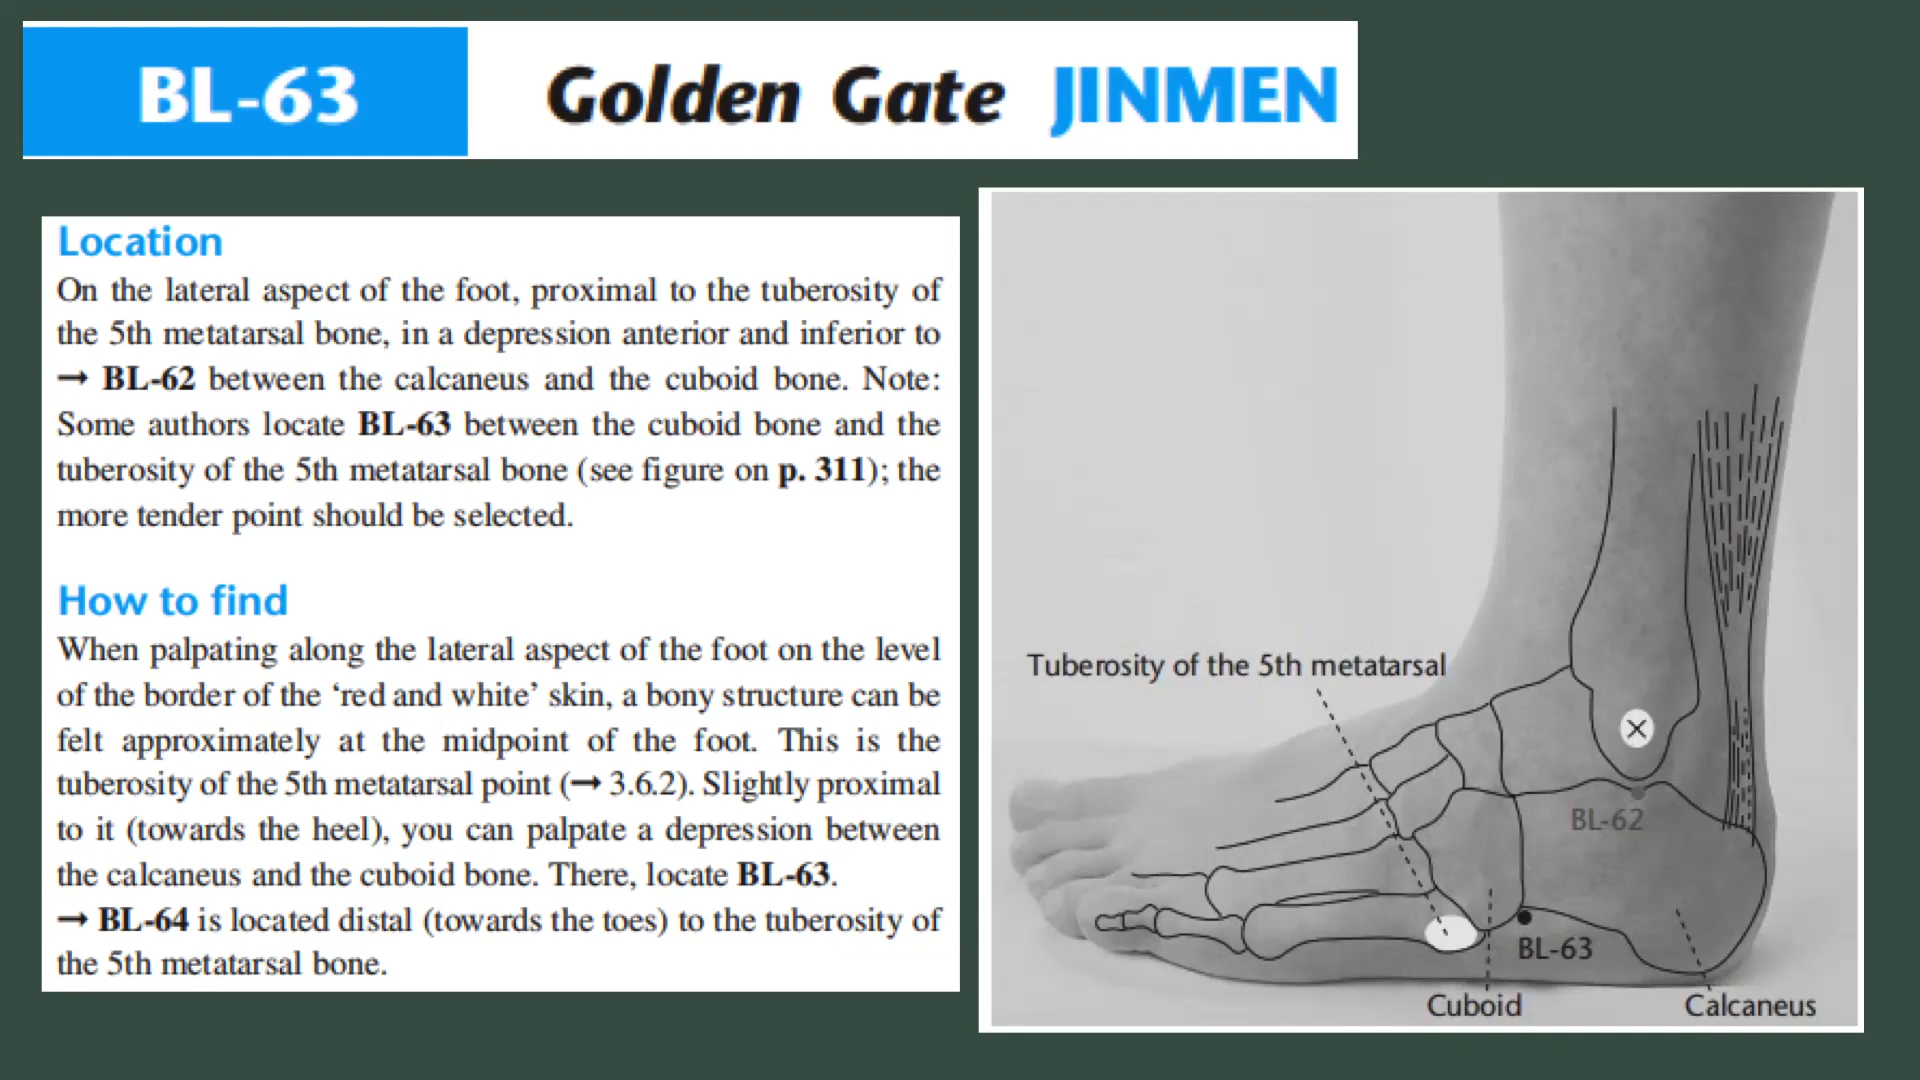 BL-63 Golden Gate JINMEN
Location
On the lateral aspect of the foot, proximal to the tuberosity of
the 5th metatarsal bone, in a depression anterior and inferior to
→ BL-62 between the calcaneus and the cuboid bone. Note:
Some authors locate BL-63 between the cuboid bone and the
tuberosity of the 5th metatarsal bone (see figure on p. 311); the
more tender point should be selected.
How to find
When palpating along the lateral aspect of the foot on the level
of the border of the ‘red and white’ skin, a bony structure can be
felt approximately at the midpoint of the foot. This is the
tuberosity of the 5th metatarsal point (→ 3.6.2). Slightly proximal
to it (towards the heel), you can palpate a depression between
the calcaneus and the cuboid bone. There, locate BL-63.
→ BL-64 is located distal (towards the toes) to the tuberosity of
the 5th metatarsal bone.
Tuberosity of the 5th metatarsal
BL-62
BL-63
Cuboid
Calcaneus